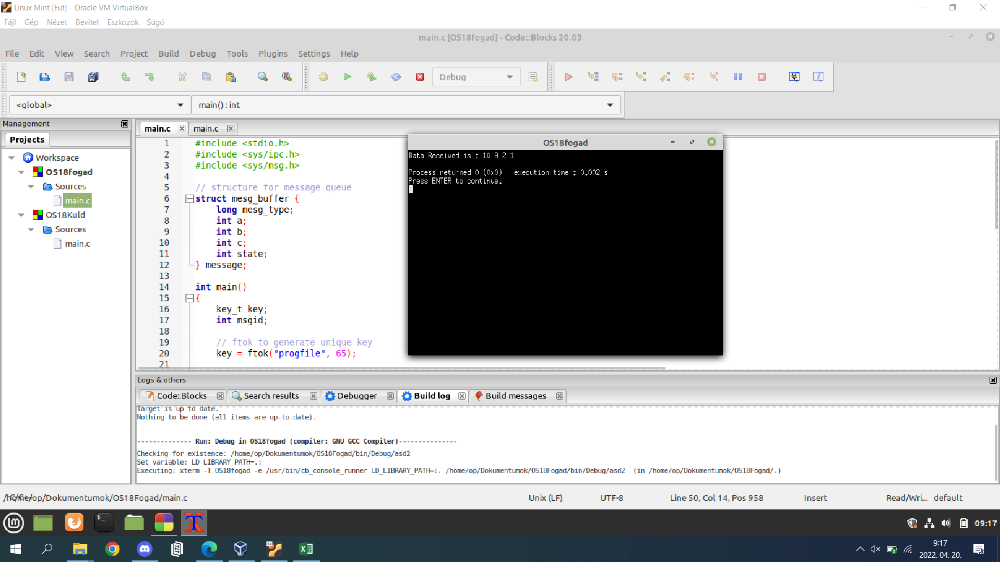 Linux Mint [Fut] - Oracle VM VirtualBox
Fájl Gép Nézet Bevitel Eszközök Súgó
main.c [OS18fogad] - Code::Blocks 20.03
File Edit View Search Project Build Debug Tools Plugins Settings Help
Debug
<global> main() : int
Management
Projects
Workspace
OS18fogad
Sources
main.c
OS18Kuld
Sources
main.c
main.c main.c
1 #include <stdio.h>
2 #include <sys/ipc.h>
3 #include <sys/msg.h>
4
5 // structure for message queue
6 struct mesg_buffer {
7 long mesg_type;
8 int a;
9 int b;
10 int c;
11 int state;
12 } message;
13
14 int main()
15 {
16 key_t key;
17 int msgid;
18
19 // ftok to generate unique key
20 key = ftok("progfile", 65);
21
OS18fogad
Data Received is : 10 9 2 1
Process returned 0 (0x0) execution time : 0.002 s
Press ENTER to continue.
Logs & others
Code::Blocks Search results Debugger Build log Build messages
Target is up to date.
Nothing to be done (all items are up-to-date).
-------------- Run: Debug in OS18fogad (compiler: GNU GCC Compiler)---------------
Checking for existence: /home/op/Dokumentumok/OS18Fogad/bin/Debug/asd2
Set variable: LD_LIBRARY_PATH=.:
Executing: xterm -T OS18fogad -e /usr/bin/cb_console_runner LD_LIBRARY_PATH=:. /home/op/Dokumentumok/OS18Fogad/bin/Debug/asd2 (in /home/op/Dokumentumok/OS18Fogad/.)
/home/op/Dokumentumok/OS18Fogad/main.c Unix (LF) UTF-8 Line 50, Col 14, Pos 958 Insert Read/Wri... default
09:17
9:17
2022. 04. 20.